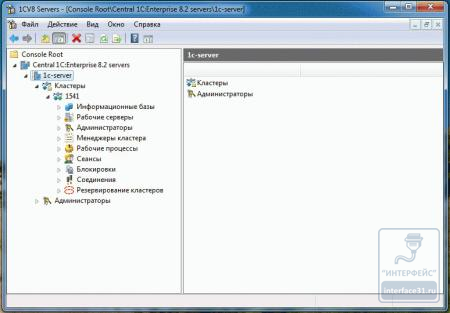 1CV8 Servers - [Console Root\Central 1C:Enterprise 8.2 servers\1c-server]
Файл Действие Вид Окно Справка
Console Root
Central 1C:Enterprise 8.2 servers
1c-server
Кластеры
1541
Информационные базы
Рабочие серверы
Администраторы
Менеджеры кластера
Рабочие процессы
Сеансы
Блокировки
Соединения
Резервирование кластеров
Администраторы
1c-server
Кластеры
Администраторы
"ИНТЕРФЕЙС"
interface31.ru